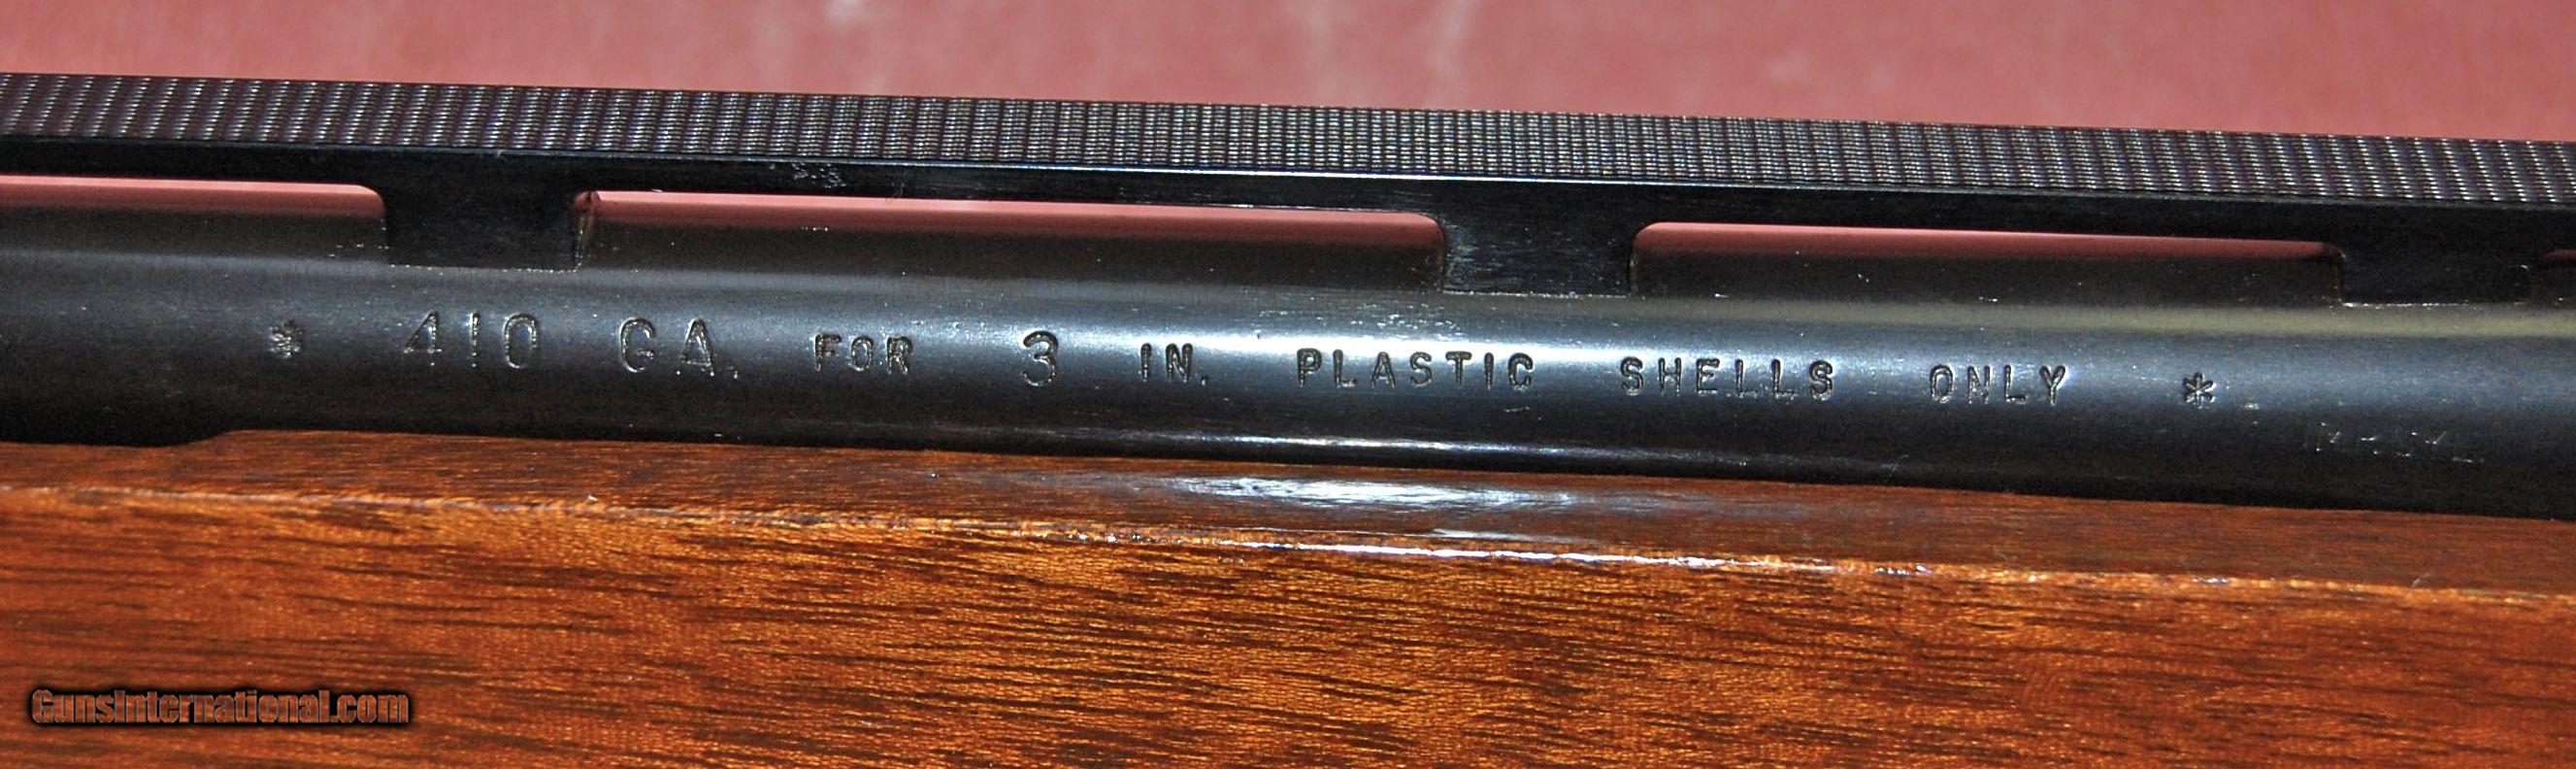 * 410 GA. FOR 3 IN. PLASTIC SHELLS ONLY *
GunsInternational.com